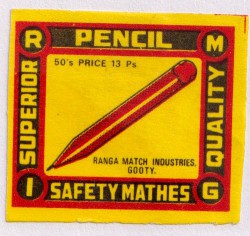 R PENCIL M
50's PRICE 13 Ps.
SUPERIOR
QUALITY
RANGA MATCH INDUSTRIES.
GOOTY.
I SAFETY MATHES G